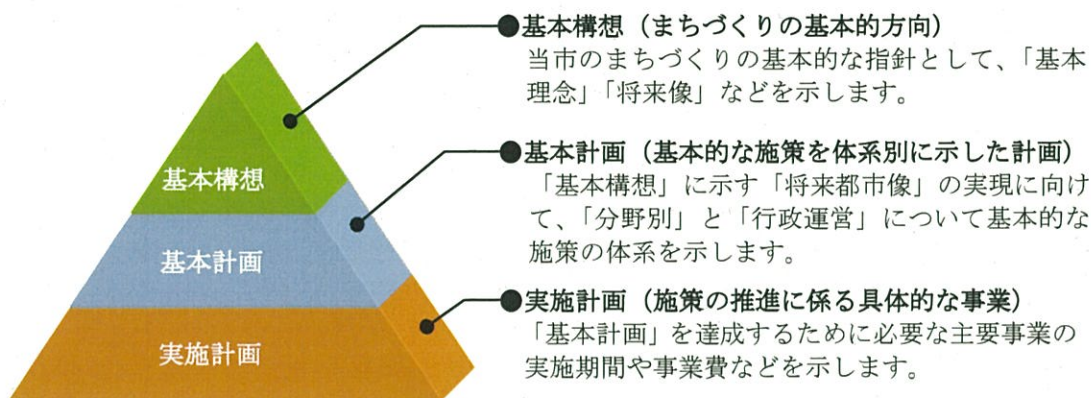 ●基本構想（まちづくりの基本的方向）
当市のまちづくりの基本的な指針として、「基本
理念」「将来像」などを示します。
●基本計画（基本的な施策を体系別に示した計画）
「基本構想」に示す「将来都市像」の実現に向け
て、「分野別」と「行政運営」について基本的な
施策の体系を示します。
●実施計画（施策の推進に係る具体的な事業）
「基本計画」を達成するために必要な主要事業の
実施期間や事業費などを示します。
基本構想
基本計画
実施計画